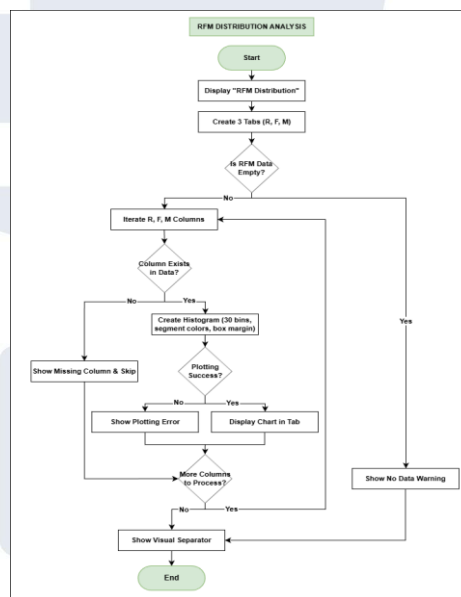 RFM DISTRIBUTION ANALYSIS
Start
Display "RFM Distribution"
Create 3 Tabs (R, F, M)
Is RFM Data
Empty?
No
Iterate R, F, M Columns
Column Exists
in Data?
No
Yes
Create Histogram (30 bins,
segment colors, box margin)
Yes
Show Missing Column & Skip
Plotting
Success?
No
Yes
Show Plotting Error
Display Chart in Tab
More Columns
to Process?
Show No Data Warning
No
Yes
Show Visual Separator
End